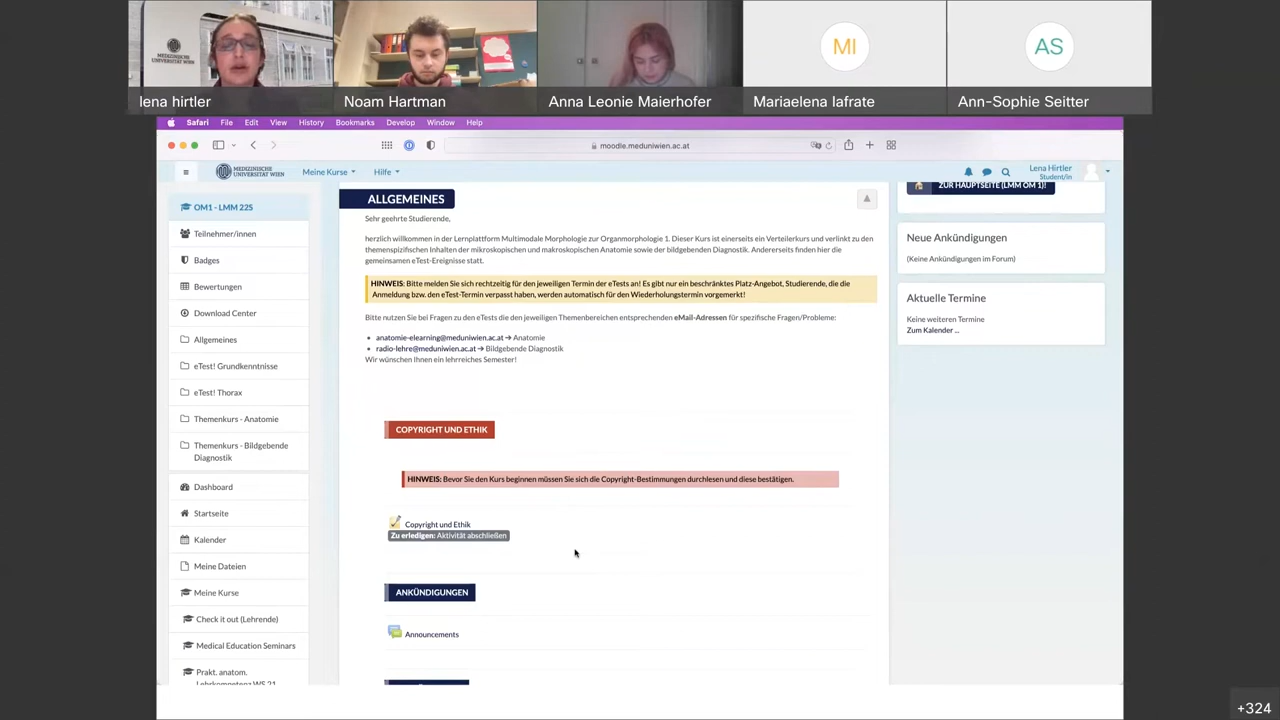 MEDIZINISCHE
UNIVERSITÄT WIEN
lena hirtler
Noam Hartman
Anna Leonie Maierhofer
MI
Mariaelena Iafrate
AS
Ann-Sophie Seitter
Safari File Edit View History Bookmarks Develop Window Help
moodle.meduniwien.ac.at
MEDIZINISCHE
UNIVERSITÄT WIEN
Meine Kurse
Hilfe
Lena Hirtler
Student/in
OM1 - LMM 22S
Teilnehmer/innen
Badges
Bewertungen
Download Center
Allgemeines
eTest! Grundkenntnisse
eTest! Thorax
Themenkurs - Anatomie
Themenkurs - Bildgebende
Diagnostik
Dashboard
Startseite
Kalender
Meine Dateien
Meine Kurse
Check it out (Lehrende)
Medical Education Seminars
Prakt. anatom.
Lehrkompetenz WS 21
ALLGEMEINES
Sehr geehrte Studierende,
herzlich willkommen in der Lernplattform Multimodale Morphologie zur Organmorphologie 1. Dieser Kurs ist einerseits ein Verteilerkurs und verlinkt zu den
themenspizifischen Inhalten der mikroskopischen und makroskopischen Anatomie sowie der bildgebenden Diagnostik. Andererseits finden hier die
gemeinsamen eTest-Ereignisse statt.
HINWEIS: Bitte melden Sie sich rechtzeitig für den jeweiligen Termin der eTests an! Es gibt nur ein beschränktes Platz-Angebot, Studierende, die die
Anmeldung bzw. den eTest-Termin verpasst haben, werden automatisch für den Wiederholungstermin vorgemerkt!
Bitte nutzen Sie bei Fragen zu den eTests die den jeweiligen Themenbereichen entsprechenden eMail-Adressen für spezifische Fragen/Probleme:
• anatomie-elearning@meduniwien.ac.at → Anatomie
• radio-lehre@meduniwien.ac.at → Bildgebende Diagnostik
Wir wünschen Ihnen ein lehrreiches Semester!
COPYRIGHT UND ETHIK
HINWEIS: Bevor Sie den Kurs beginnen müssen Sie sich die Copyright-Bestimmungen durchlesen und diese bestätigen.
Copyright und Ethik
Zu erledigen: Aktivität abschließen
ANKÜNDIGUNGEN
Announcements
ZUR HAUPTSEITE (LMM OM 1)!
Neue Ankündigungen
(Keine Ankündigungen im Forum)
Aktuelle Termine
Keine weiteren Termine
Zum Kalender ...
+324